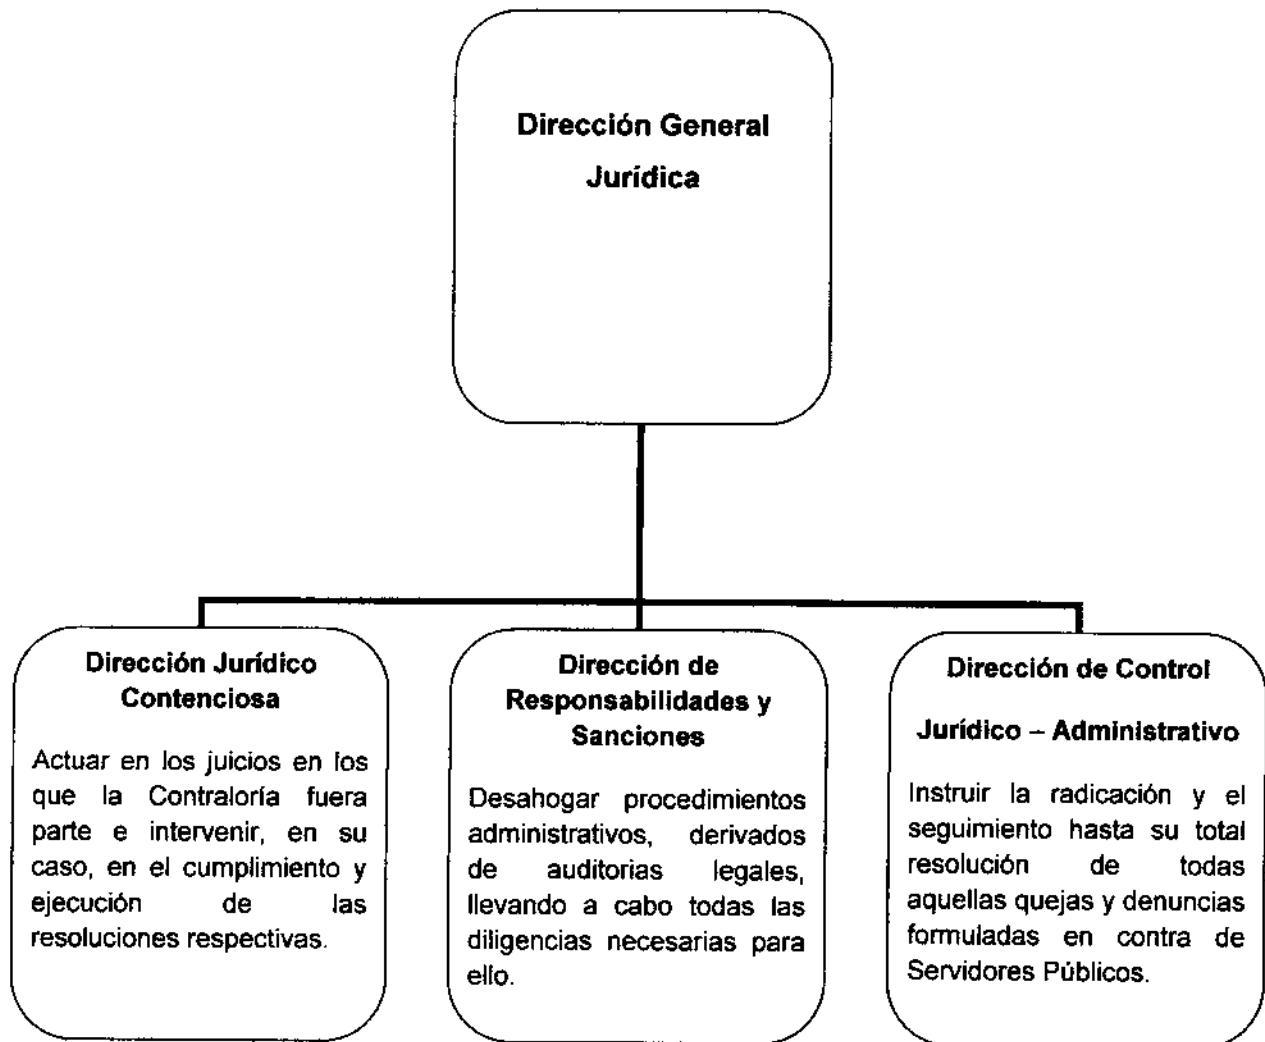 Dirección General
Jurídica
Dirección Jurídico
Contenciosa
Actuar en los juicios en los
que la Contraloría fuera
parte e intervenir, en su
caso, en el cumplimiento y
ejecución de las
resoluciones respectivas.
Dirección de
Responsabilidades y
Sanciones
Desahogar procedimientos
administrativos, derivados
de auditorias legales,
llevando a cabo todas las
diligencias necesarias para
ello.
Dirección de Control
Jurídico – Administrativo
Instruir la radicación y el
seguimiento hasta su total
resolución de todas
aquellas quejas y denuncias
formuladas en contra de
Servidores Públicos.